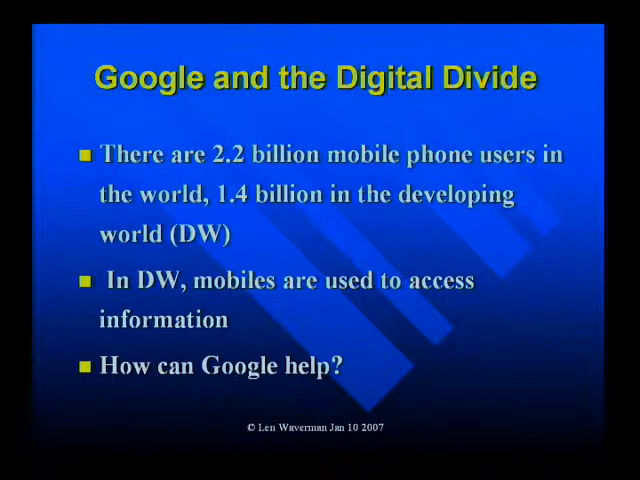 Google and the Digital Divide
There are 2.2 billion mobile phone users in
the world, 1.4 billion in the developing
world (DW)
In DW, mobiles are used to access
information
How can Google help?
© Len Waverman Jan 10 2007